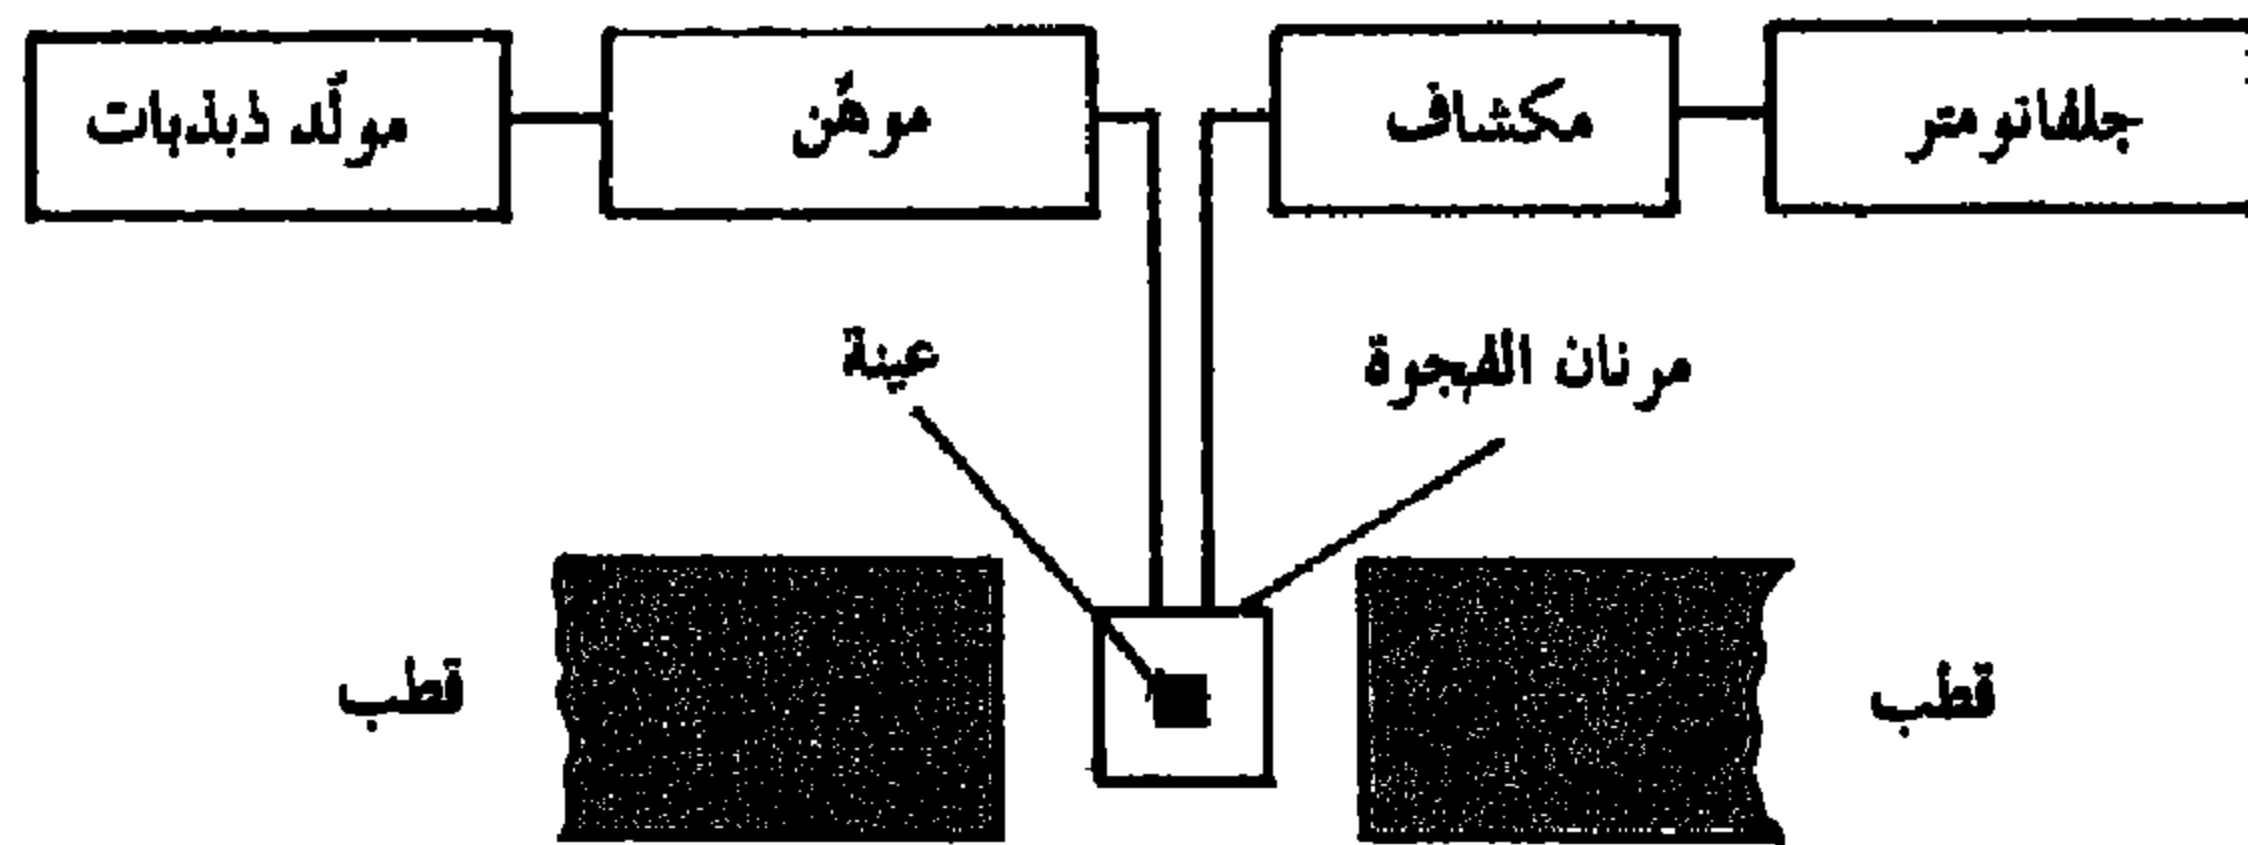 جلفانومتر
مكشاف
موهّن
مولّد ذبذبات
مرنان الفجوة
عينة
قطب
قطب